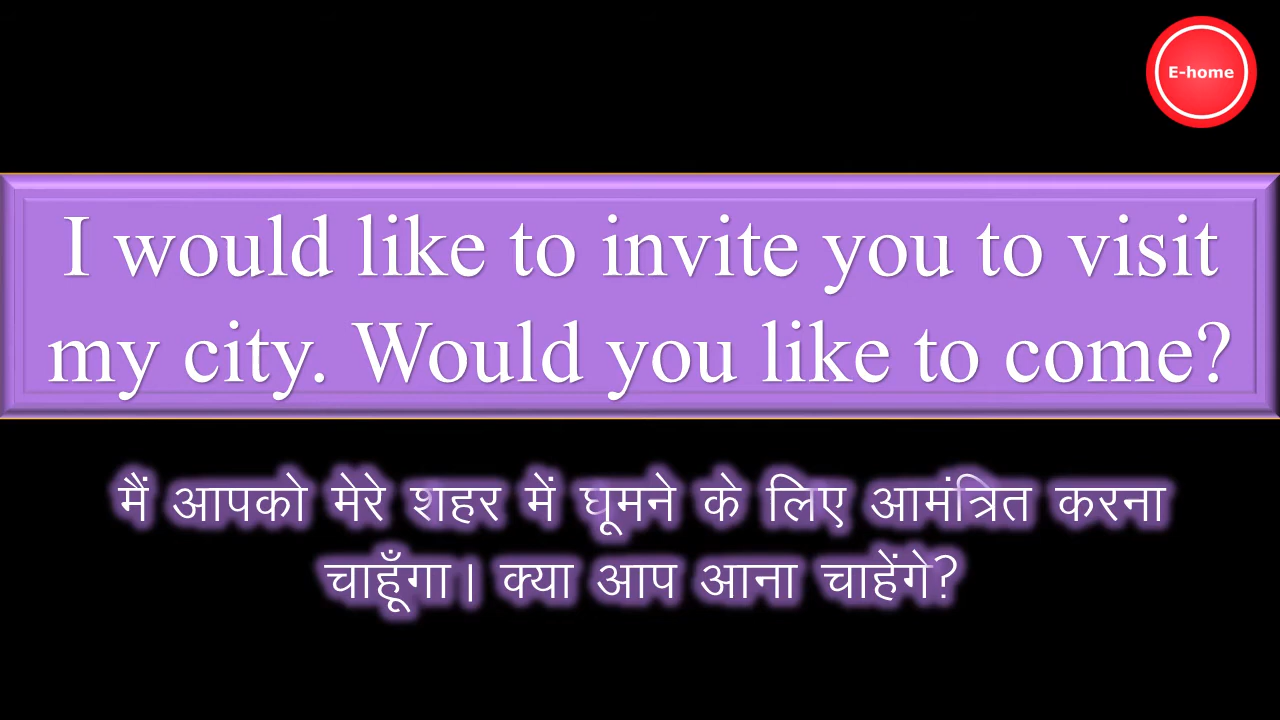 E-home
I would like to invite you to visit
my city. Would you like to come?
मैं आपको मेरे शहर में घूमने के लिए आमंत्रित करना
चाहूँगा। क्या आप आना चाहेंगे?